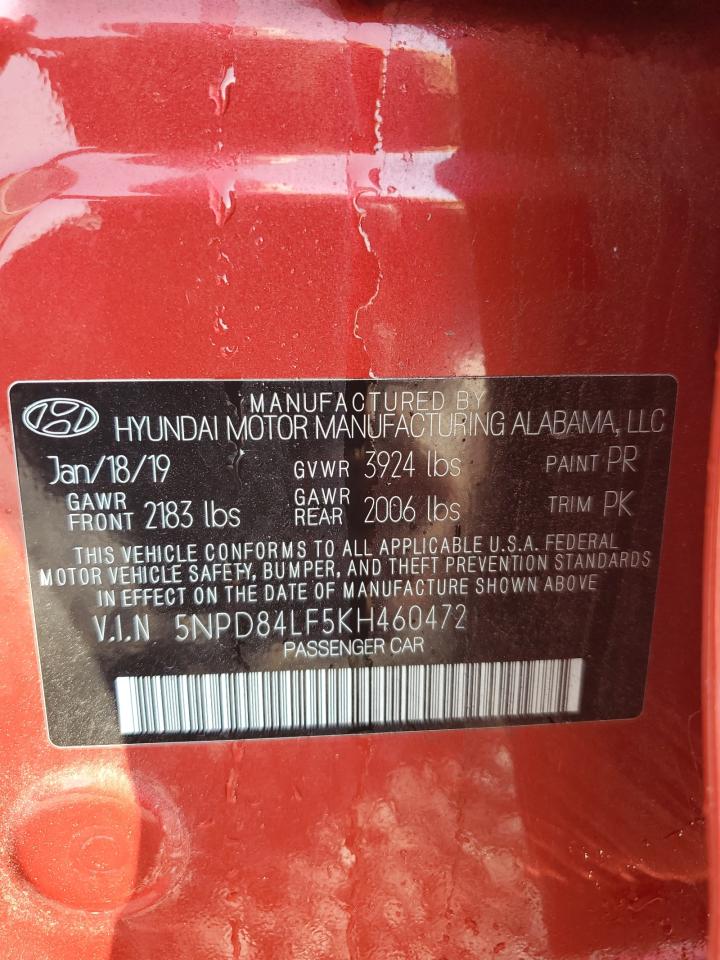 MANUFACTURED BY
HYUNDAI MOTOR MANUFACTURING ALABAMA, LLC
Jan/18/19 GVWR 3924 lbs PAINT PR
GAWR FRONT 2183 lbs GAWR REAR 2006 lbs TRIM PK
THIS VEHICLE CONFORMS TO ALL APPLICABLE U.S.A. FEDERAL
MOTOR VEHICLE SAFETY, BUMPER, AND THEFT PREVENTION STANDARDS
IN EFFECT ON THE DATE OF MANUFACTURE SHOWN ABOVE
V.I.N 5NPD84LF5KH460472
PASSENGER CAR